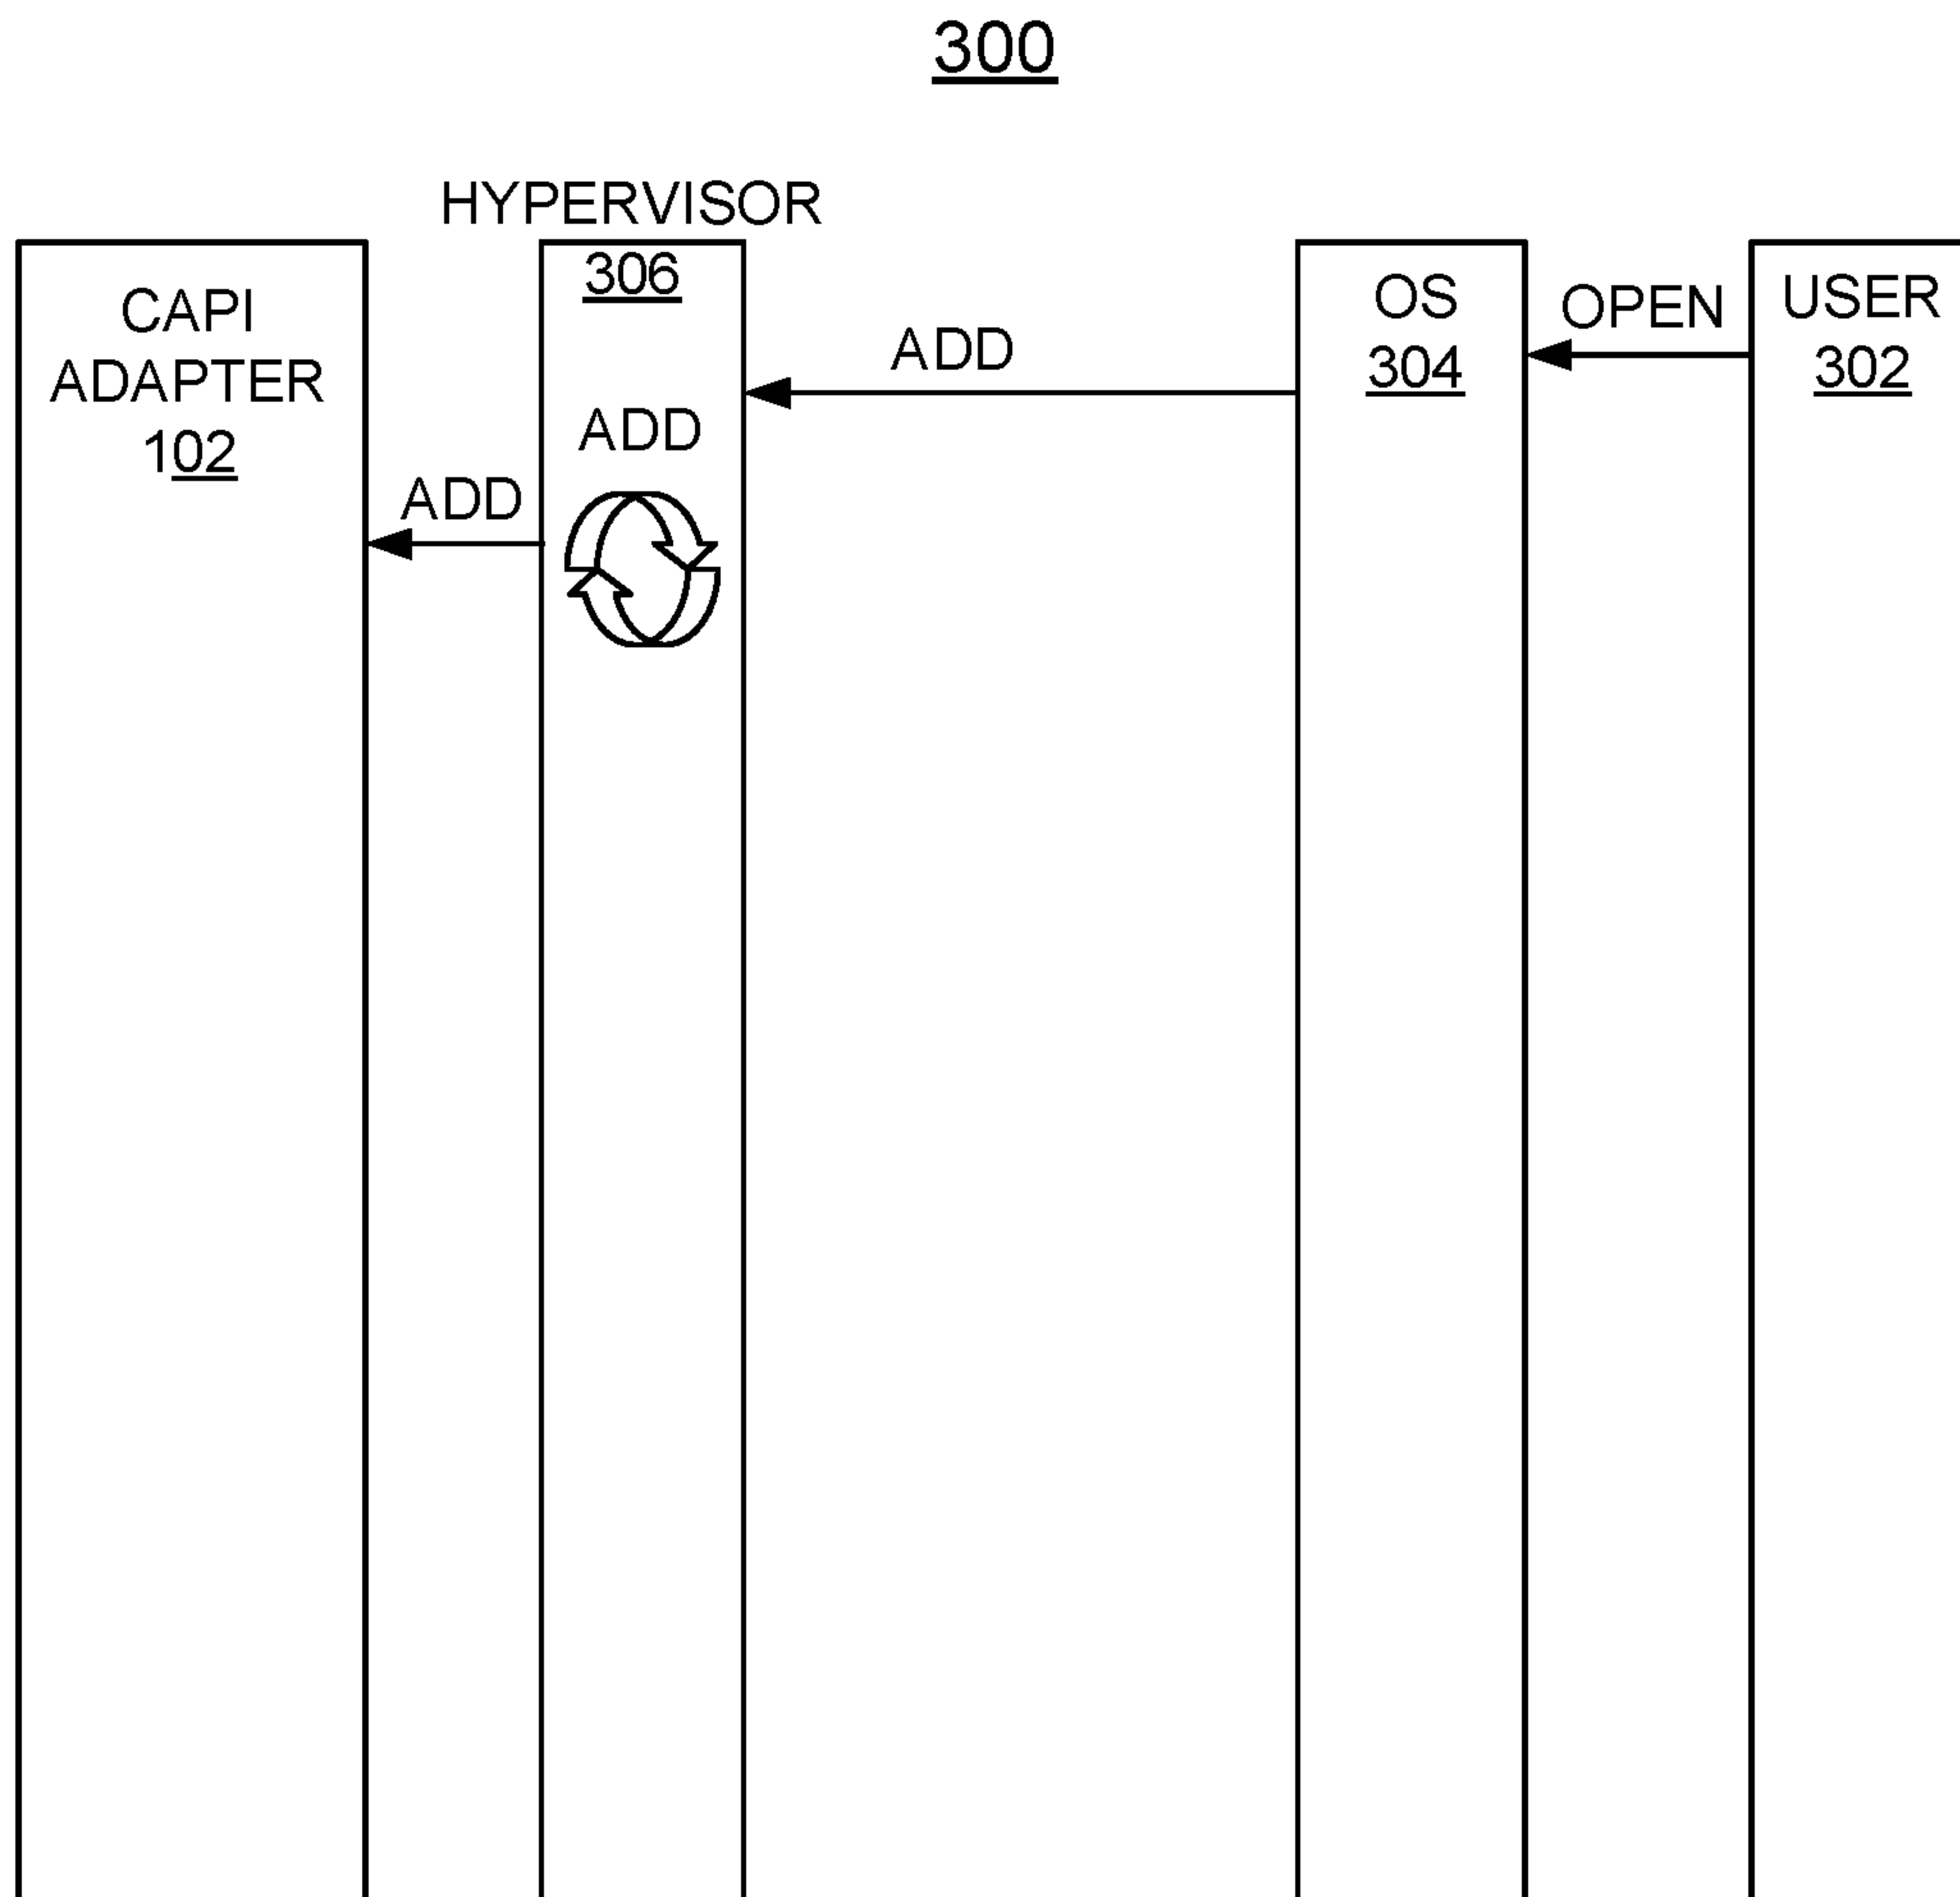 300
HYPERVISOR
306
CAPI
ADAPTER
102
OS
304
OPEN
USER
302
ADD
ADD
ADD